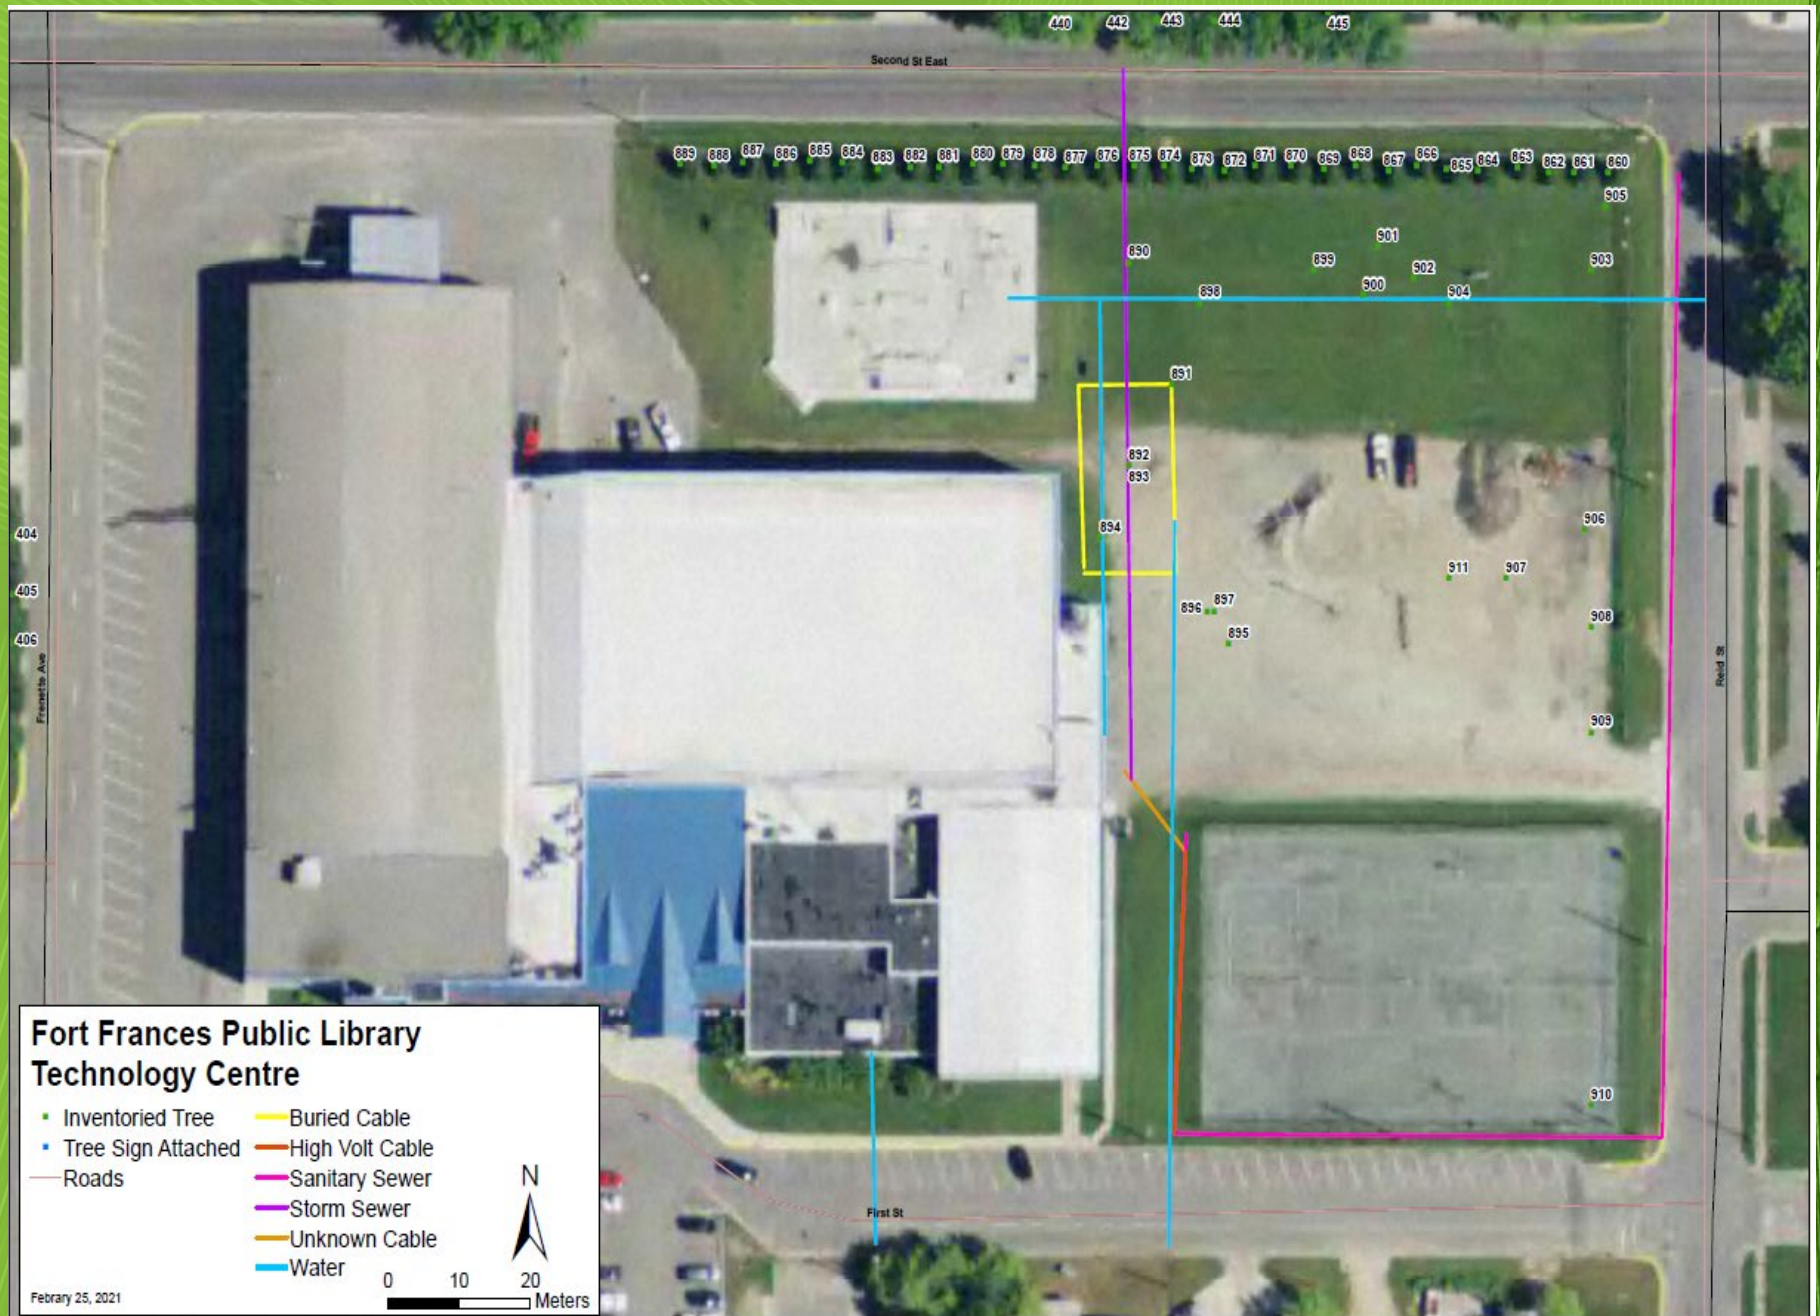 440 442 443 444 445
Second St East
889 888 887 886 885 884 883 882 881 880 879 878 877 876 875 874 873 872 871 870 869 868 867 866 865 864 863 862 861 860
905
901
890 899 902 903
898 900 904
891
892
893
404 894 906
911 907
405
896 897 908
406 895
Frenette Ave
Reid St
909
910
First St
Fort Frances Public Library
Technology Centre
Inventoried Tree
Tree Sign Attached
Roads
Buried Cable
High Volt Cable
Sanitary Sewer
Storm Sewer
Unknown Cable
Water
N
0 10 20
Meters
Febrary 25, 2021